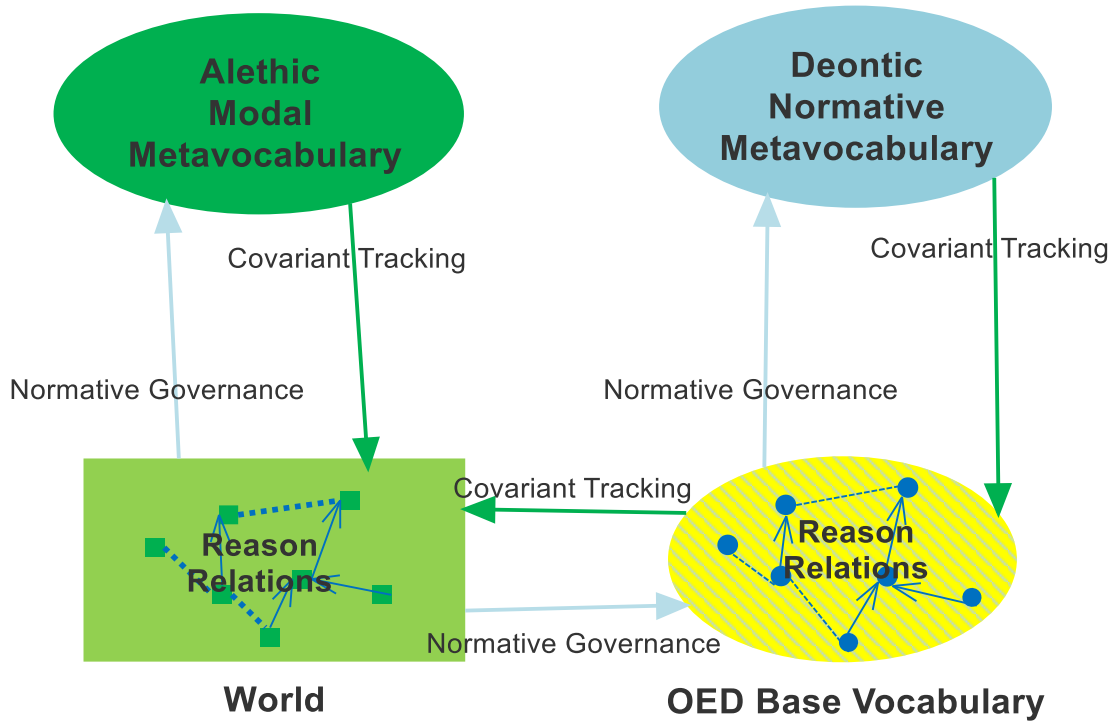 Alethic
Modal
Metavocabulary
Deontic
Normative
Metavocabulary
Covariant Tracking
Covariant Tracking
Normative Governance
Normative Governance
Covariant Tracking
Reason
Relations
Reason
Relations
Normative Governance
World
OED Base Vocabulary